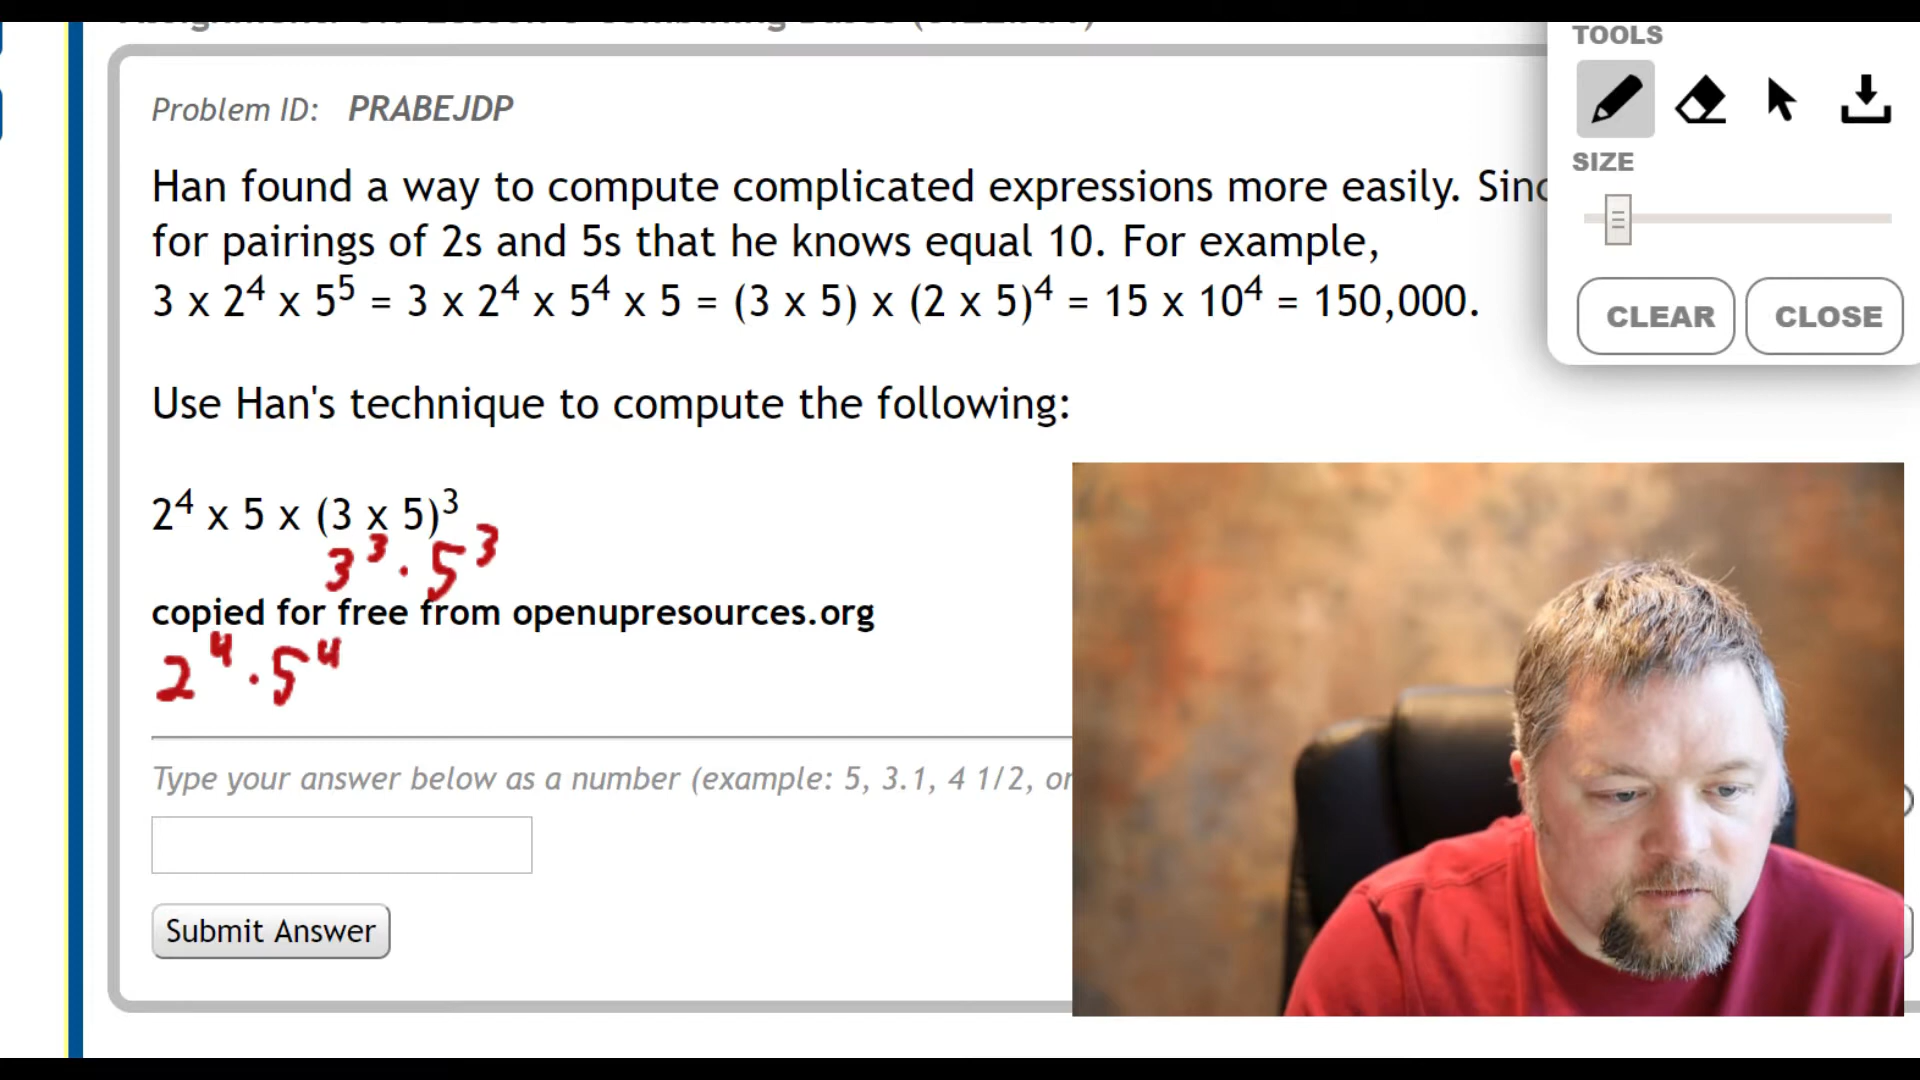 Problem ID: PRABEJDP
Han found a way to compute complicated expressions more easily.
for pairings of 2s and 5s that he knows equal 10. For example,
3 x 2⁴ x 5⁵ = 3 x 2⁴ x 5⁴ x 5 = (3 x 5) x (2 x 5)⁴ = 15 x 10⁴ = 150,000.
Use Han's technique to compute the following:
2⁴ x 5 x (3 x 5)³
3³ · 5³
copied for free from openupresources.org
2⁴ · 5⁴
Type your answer below as a number (example: 5, 3.1, 4 1/2, or
Submit Answer
TOOLS
SIZE
CLEAR
CLOSE